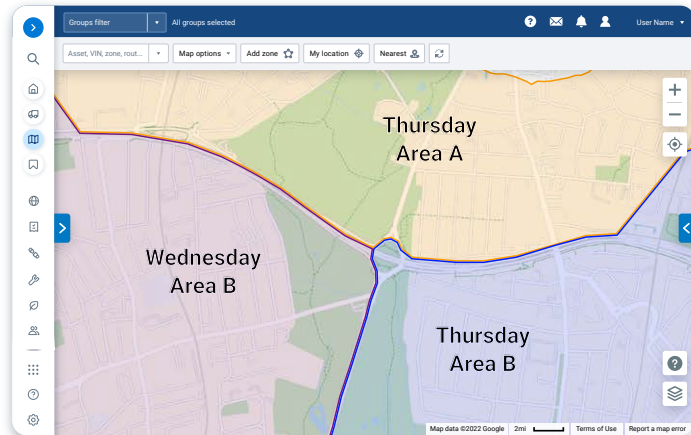 Groups filter
All groups selected
User Name
Asset, VIN, zone, rout...
Map options
Add zone
My location
Nearest
Thursday
Area A
Wednesday
Area B
Thursday
Area B
Map data ©2022 Google
2mi
Terms of Use
Report a map error